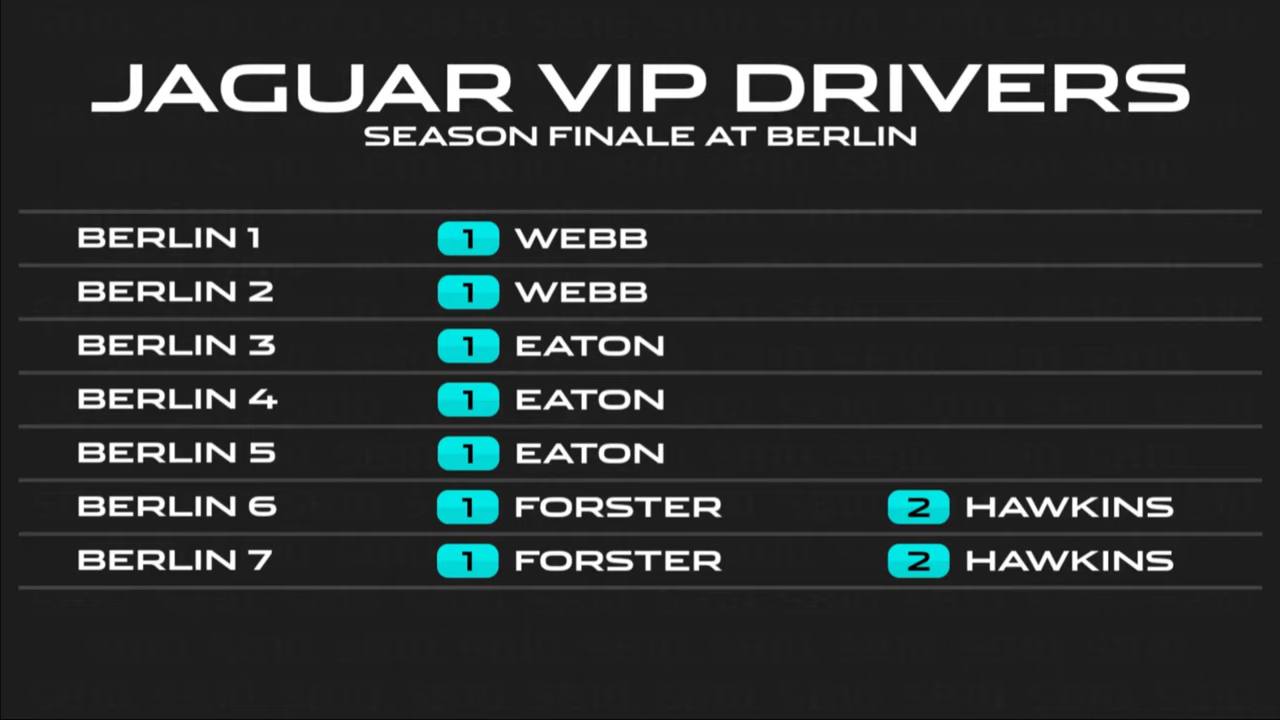 JAGUAR VIP DRIVERS
SEASON FINALE AT BERLIN
BERLIN 1 1 WEBB
BERLIN 2 1 WEBB
BERLIN 3 1 EATON
BERLIN 4 1 EATON
BERLIN 5 1 EATON
BERLIN 6 1 FORSTER 2 HAWKINS
BERLIN 7 1 FORSTER 2 HAWKINS